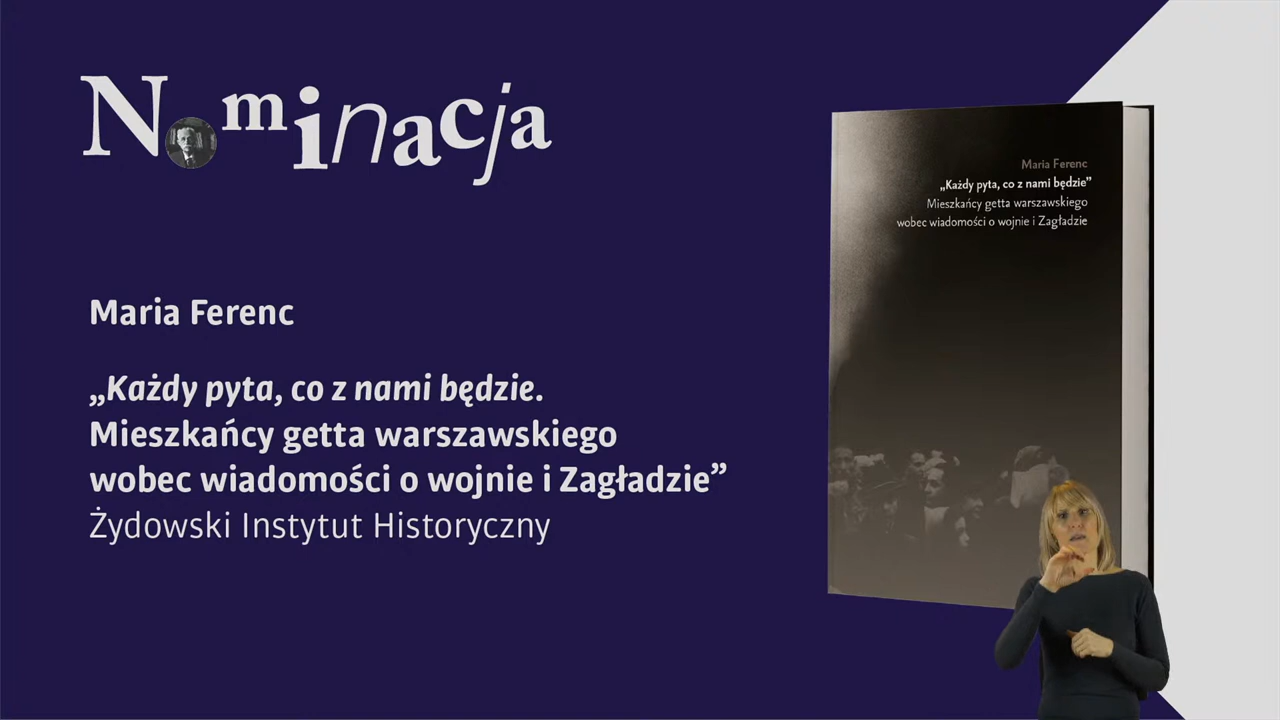 Nominacja
Maria Ferenc
„Każdy pyta, co z nami będzie.
Mieszkańcy getta warszawskiego
wobec wiadomości o wojnie i Zagładzie”
Żydowski Instytut Historyczny
Maria Ferenc
„Każdy pyta, co z nami będzie”
Mieszkańcy getta warszawskiego
wobec wiadomości o wojnie i Zagładzie